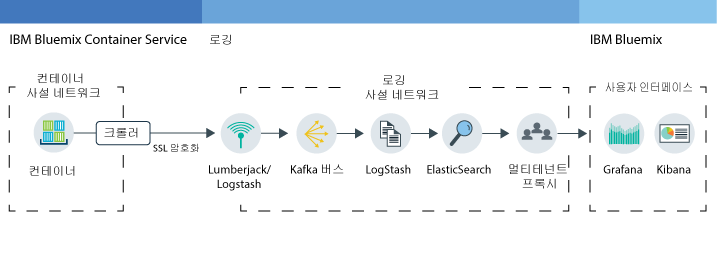 IBM Bluemix Container Service
로깅
IBM Bluemix
컨테이너
사설 네트워크
로깅
사설 네트워크
사용자 인터페이스
크롤러
SSL 암호화
컨테이너
Lumberjack/
Logstash
Kafka 버스
LogStash
ElasticSearch
멀티테넌트
프록시
Grafana
Kibana